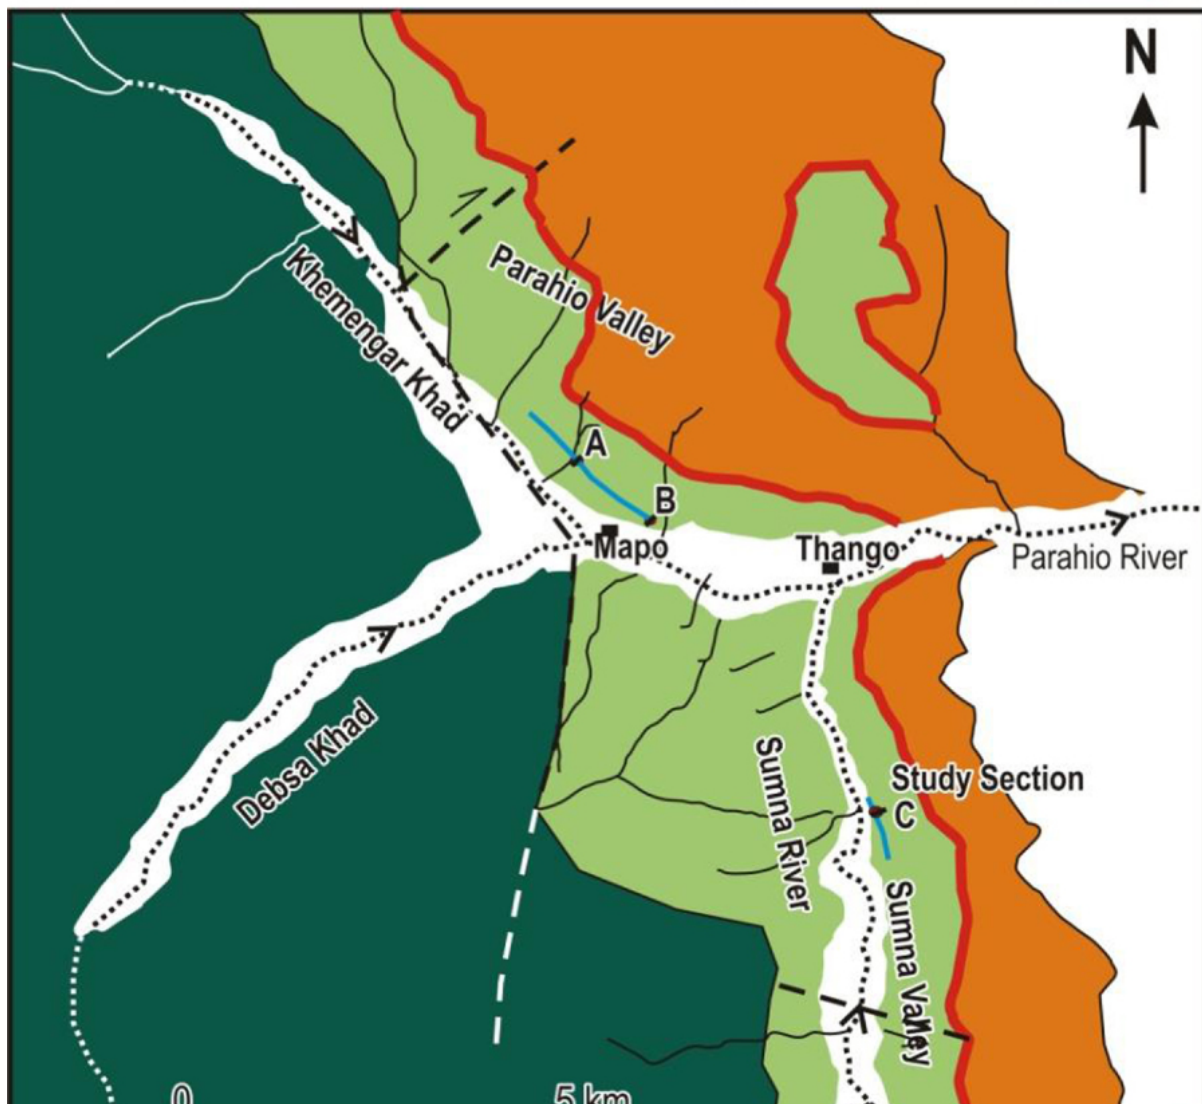 N
Parahio Valley
Khemengar Khad
A
B
Mapo
Thango
Parahio River
Debsa Khad
Sumna River
Study Section
C
Sumna Valley
0
5 km